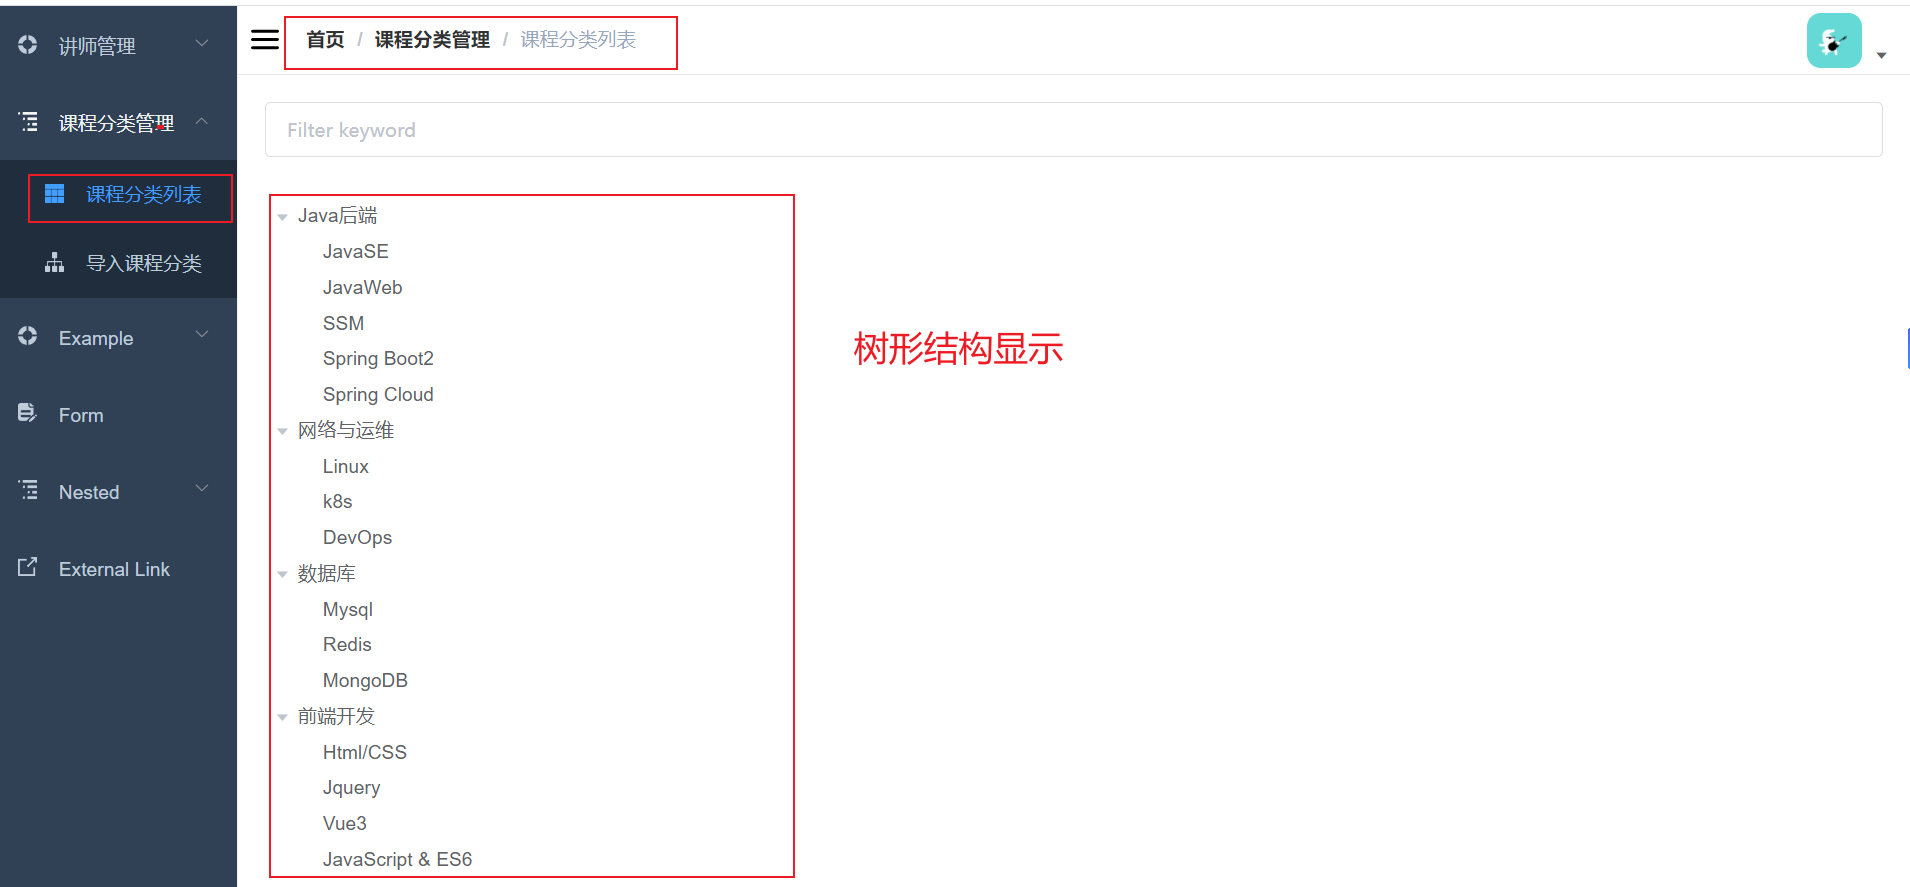 讲师管理
课程分类管理
课程分类列表
导入课程分类
Example
Form
Nested
External Link
首页 / 课程分类管理 / 课程分类列表
Filter keyword
Java后端
JavaSE
JavaWeb
SSM
Spring Boot2
Spring Cloud
网络与运维
Linux
k8s
DevOps
数据库
Mysql
Redis
MongoDB
前端开发
Html/CSS
Jquery
Vue3
JavaScript & ES6
树形结构显示